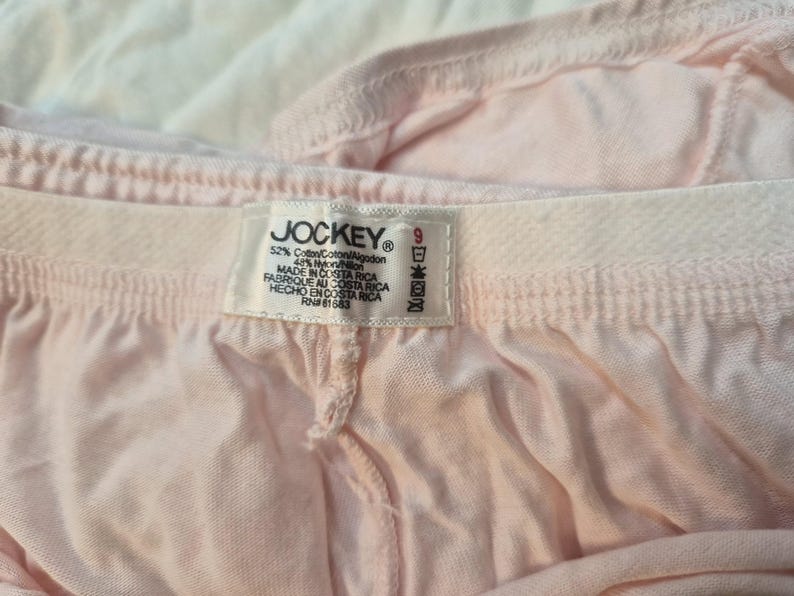 JOCKEY® 9
52% Cotton/Coton/Algodon
48% Nylon/Nilon
MADE IN COSTA RICA
FABRIQUE AU COSTA RICA
HECHO EN COSTA RICA
RN# 61683